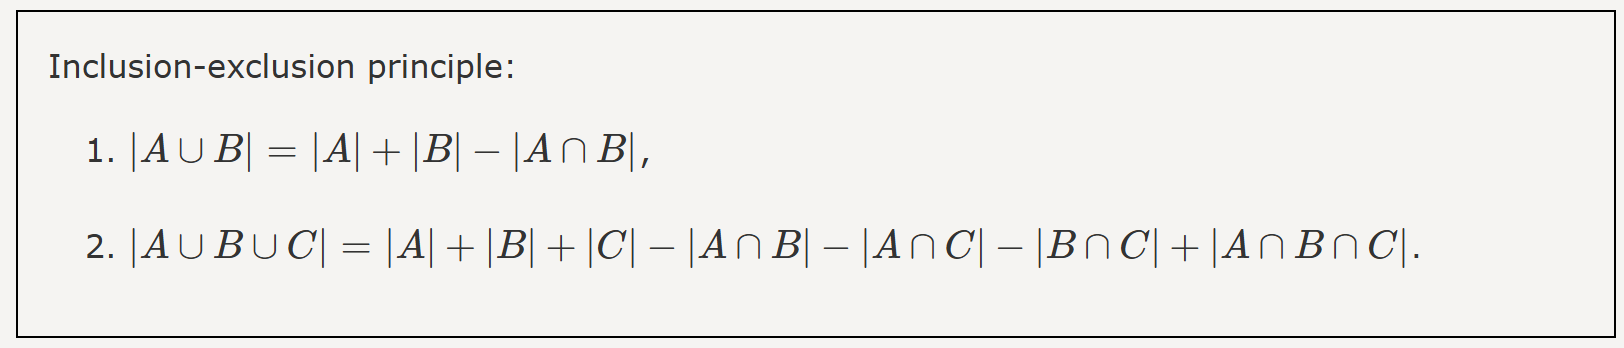 Inclusion-exclusion principle:
1. |A ∪ B| = |A| + |B| − |A ∩ B|,
2. |A ∪ B ∪ C| = |A| + |B| + |C| − |A ∩ B| − |A ∩ C| − |B ∩ C| + |A ∩ B ∩ C|.